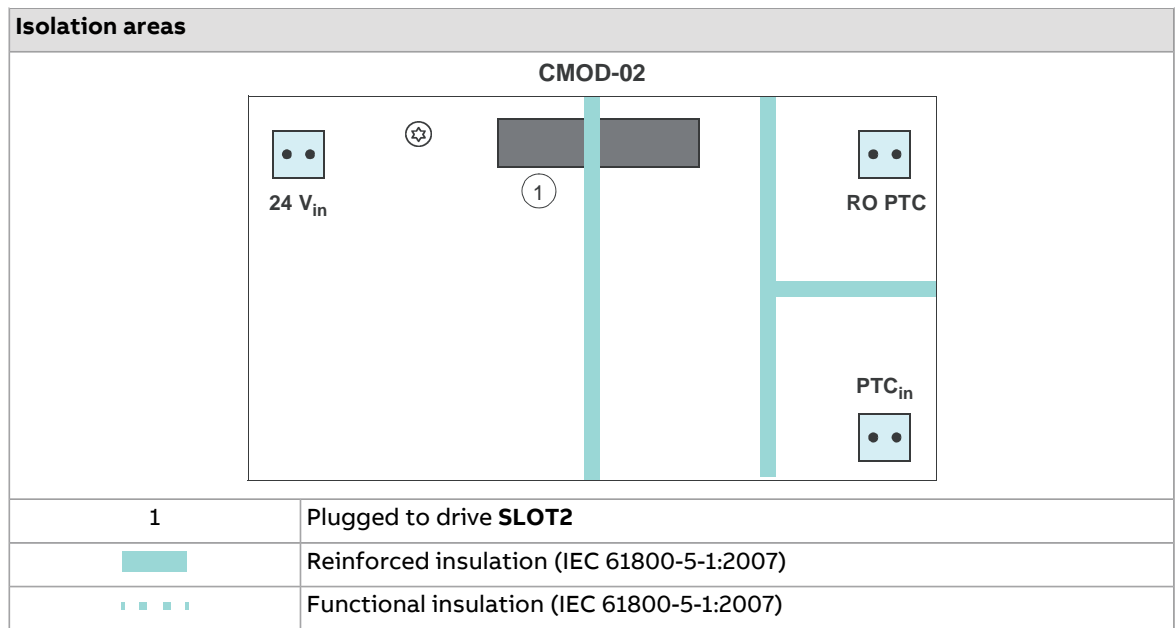 Isolation areas
CMOD-02
24 Vin
1
RO PTC
PTCin
1 Plugged to drive SLOT2
Reinforced insulation (IEC 61800-5-1:2007)
Functional insulation (IEC 61800-5-1:2007)